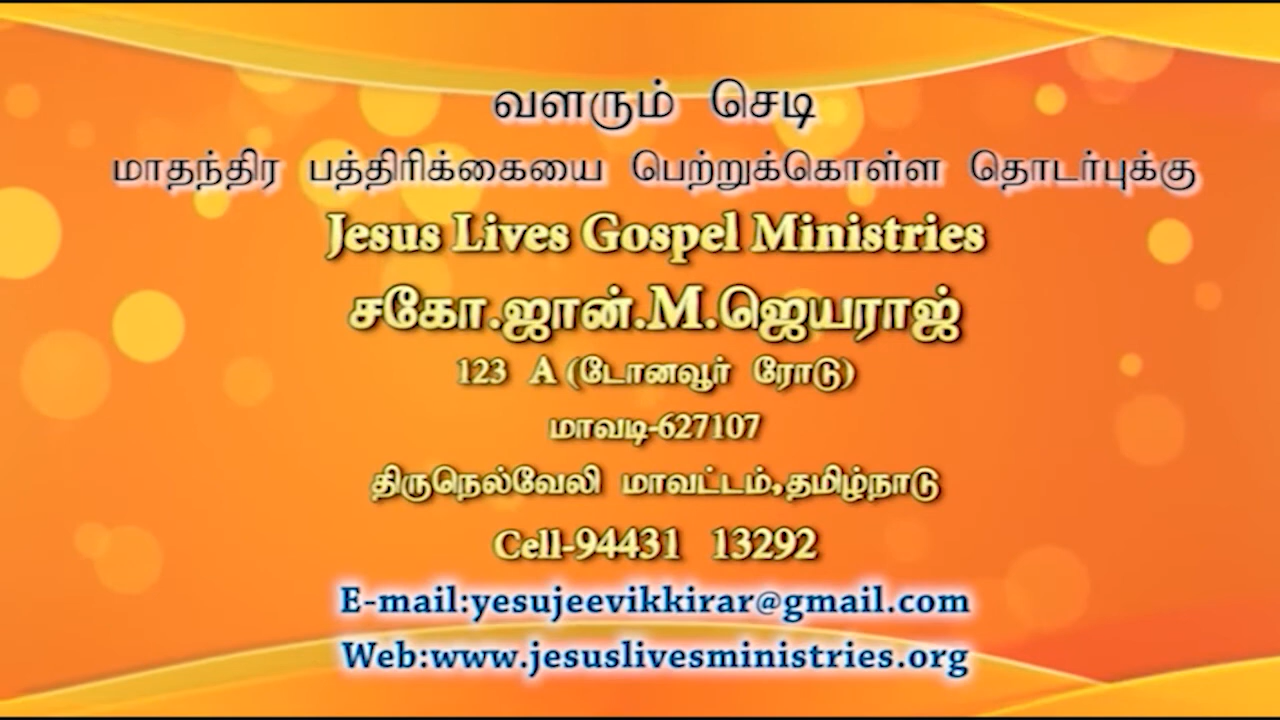 வளரும் செடி
மாதந்திர பத்திரிக்கையை பெற்றுக்கொள்ள தொடர்புக்கு
Jesus Lives Gospel Ministries
சகோ.ஜான்.M.ஜெயராஜ்
123 A (டோனவூர் ரோடு)
மாவடி-627107
திருநெல்வேலி மாவட்டம்,தமிழ்நாடு
Cell-94431 13292
E-mail:yesujeevikkirar@gmail.com
Web:www.jesuslivesministries.org